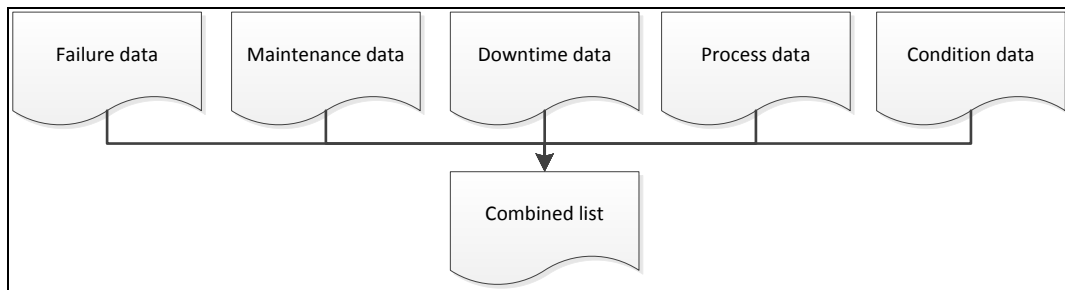 Failure data
Maintenance data
Downtime data
Process data
Condition data
Combined list